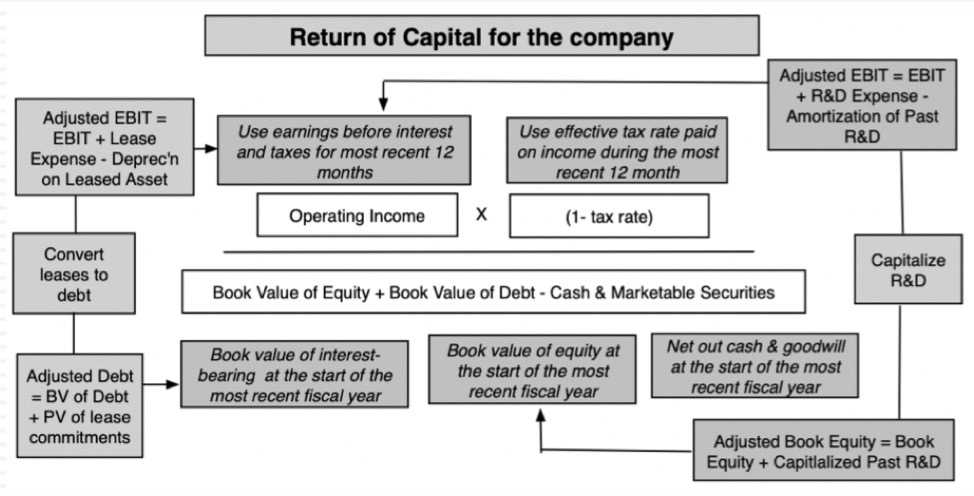 Return of Capital for the company
Adjusted EBIT = EBIT
+ R&D Expense -
Amortization of Past
R&D
Adjusted EBIT =
EBIT + Lease
Expense - Deprec'n
on Leased Asset
Use earnings before interest
and taxes for most recent 12
months
Use effective tax rate paid
on income during the most
recent 12 month
Operating Income
X
(1- tax rate)
Convert
leases to
debt
Capitalize
R&D
Book Value of Equity + Book Value of Debt - Cash & Marketable Securities
Adjusted Debt
= BV of Debt
+ PV of lease
commitments
Book value of interest-
bearing at the start of the
most recent fiscal year
Book value of equity at
the start of the most
recent fiscal year
Net out cash & goodwill
at the start of the most
recent fiscal year
Adjusted Book Equity = Book
Equity + Capitlalized Past R&D